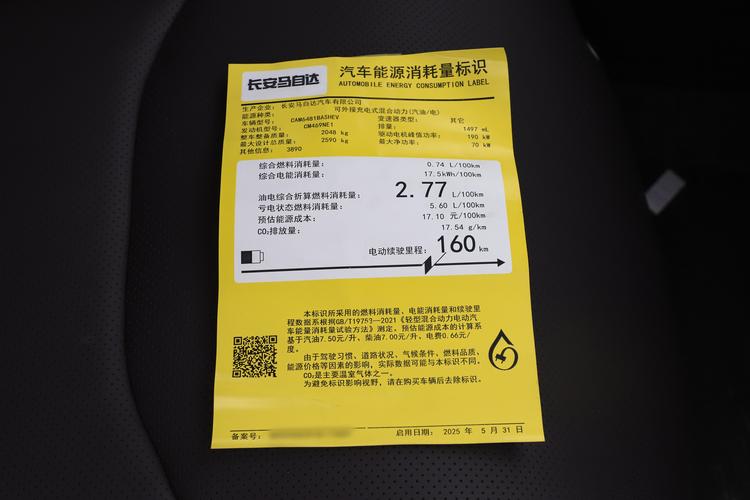 长安马自达
汽车能源消耗量标识
AUTOMOBILE ENERGY CONSUMPTION LABEL
生产企业: 长安马自达汽车有限公司
能源种类: 可外接充电式混合动力(汽油/电)
车辆型号: CAM6481BASHEV 变速器类型: 其它
发动机型号: CM469NE1 排量: 1497 mL
整车整备质量: 2048 kg 驱动电机峰值功率: 190 kW
最大设计总质量: 2590 kg 最大净功率: 70 kW
其他信息: 3890
综合燃料消耗量: 0.74 L/100km
综合电能消耗量: 17.5kWh/100km
油电综合折算燃料消耗量: 2.77 L/100km
亏电状态燃料消耗量: 5.60 L/100km
预估能源成本: 17.10 元/100km
CO₂排放量: 17.54 g/km
电动续驶里程: 160 km
本标识所采用的燃料消耗量、电能消耗量和续驶里
程数据系根据GB/T19753—2021《轻型混合动力电动汽
车能量消耗量试验方法》测定。预估能源成本的计算系
基于汽油7.50元/升、柴油7.00元/升、电费0.66元/
度。
由于驾驶习惯、道路状况、气候条件、燃料品质、
能源价格等因素的影响，实际数据可能与本标识不同。
CO₂是主要温室气体之一。
为避免标识影响视野，请在购买车辆后去除标识。
备案号:
启用日期: 2025 年 5 月 31 日